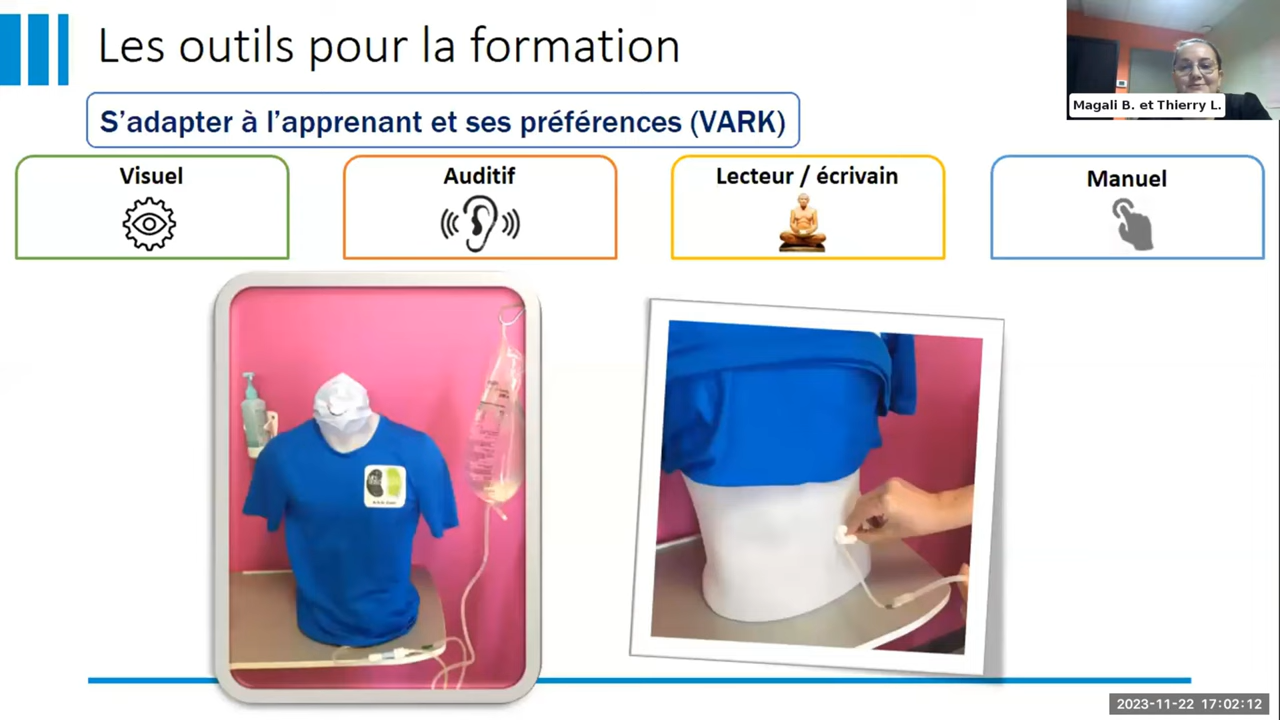 Les outils pour la formation
Magali B. et Thierry L.
S'adapter à l'apprenant et ses préférences (VARK)
Visuel
Auditif
Lecteur / écrivain
Manuel
2023-11-22 17:02:12